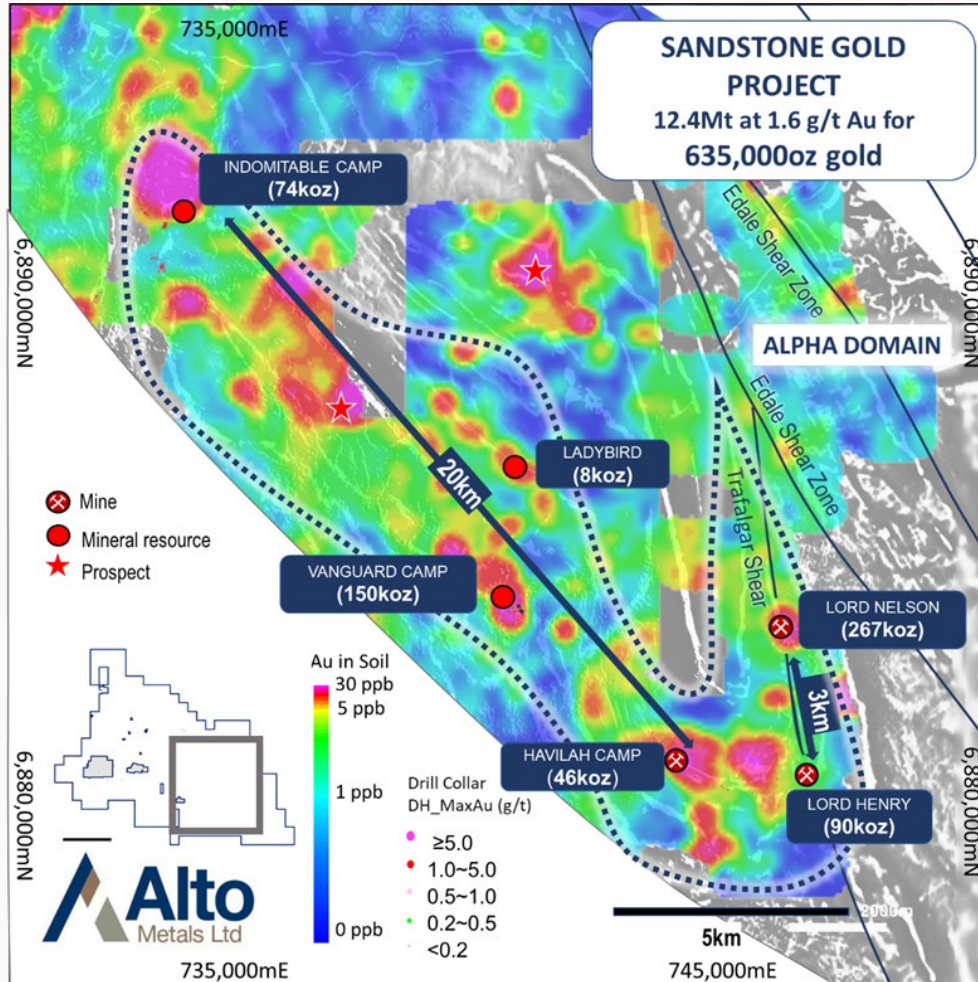 735,000mE
SANDSTONE GOLD
PROJECT
12.4Mt at 1.6 g/t Au for
635,000oz gold
INDOMITABLE CAMP
(74koz)
Edale Shear Zone
6,890,000mN
6,890,000mN
ALPHA DOMAIN
Edale Shear Zone
LADYBIRD
(8koz)
20km
Trafalgar Shear
Mine
Mineral resource
Prospect
VANGUARD CAMP
(150koz)
LORD NELSON
(267koz)
3km
Au in Soil
30 ppb
5 ppb
1 ppb
0 ppb
HAVILAH CAMP
(46koz)
LORD HENRY
(90koz)
6,880,000mN
6,880,000mN
Drill Collar
DH_MaxAu (g/t)
≥5.0
1.0~5.0
0.5~1.0
0.2~0.5
<0.2
Alto
Metals Ltd
2000m
5km
735,000mE
745,000mE